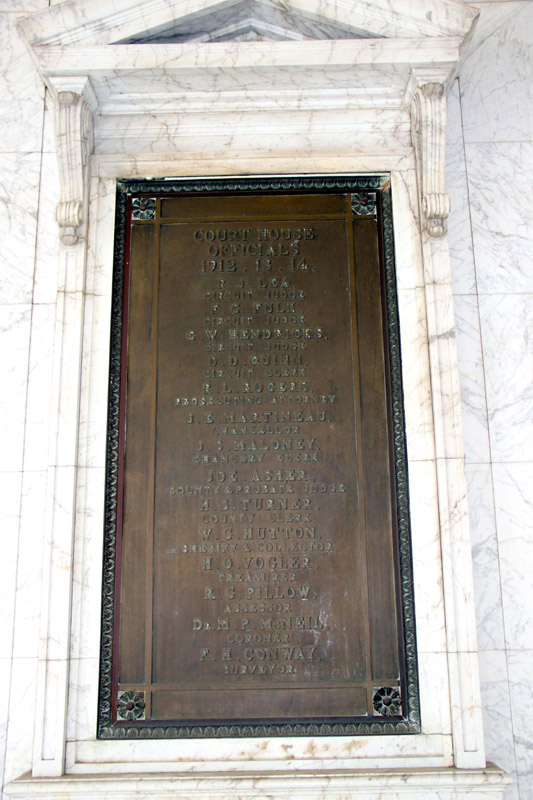 COURT HOUSE
OFFICIALS
1912 . 13 . 14.
R. J. LEA,
CIRCUIT JUDGE
F. G. FULK,
CIRCUIT JUDGE
G. W. HENDRICKS,
CIRCUIT JUDGE
D. D. QUINN,
CIRCUIT CLERK
R. L. ROGERS,
PROSECUTING ATTORNEY
J. E. MARTINEAU,
CHANCELLOR
J. S. MALONEY,
CHANCERY CLERK
JOE ASHER,
COUNTY & PROBATE JUDGE
H. J. TURNER,
COUNTY CLERK
W. G. HUTTON,
SHERIFF & COLLECTOR
H. O. VOGLER,
TREASURER
R. G. PILLOW,
ASSESSOR
DR. M. P. MCNEIL,
CORONER
F. H. CONWAY,
SURVEYOR.